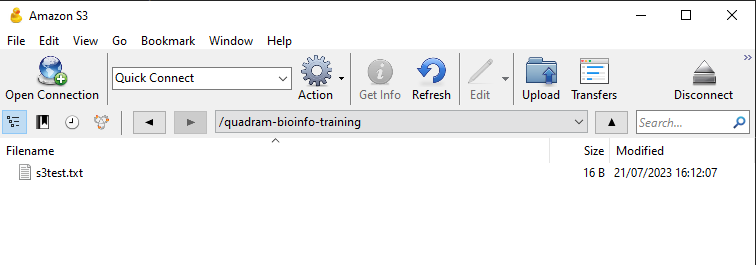 Amazon S3
File Edit View Go Bookmark Window Help
Open Connection Quick Connect Action Get Info Refresh Edit Upload Transfers Disconnect »
/quadram-bioinfo-training Search...
Filename Size Modified
s3test.txt 16 B 21/07/2023 16:12:07